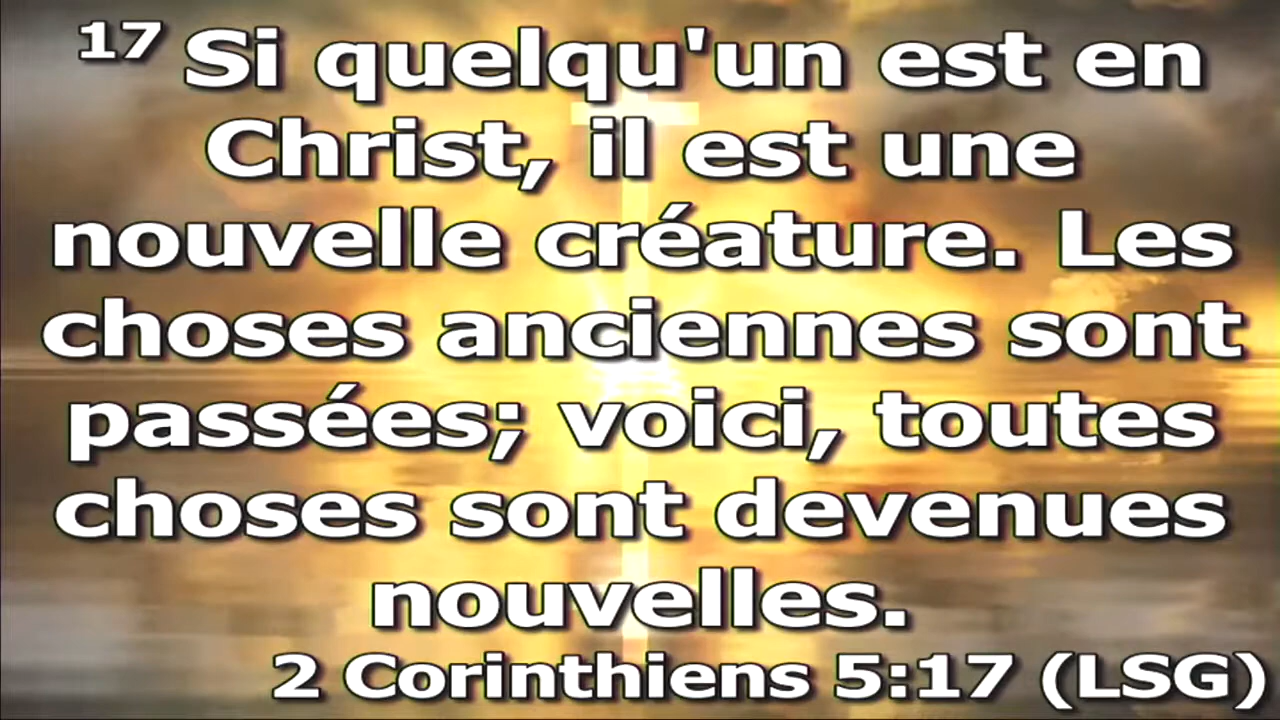 17 Si quelqu'un est en
Christ, il est une
nouvelle créature. Les
choses anciennes sont
passées; voici, toutes
choses sont devenues
nouvelles.
2 Corinthiens 5:17 (LSG)